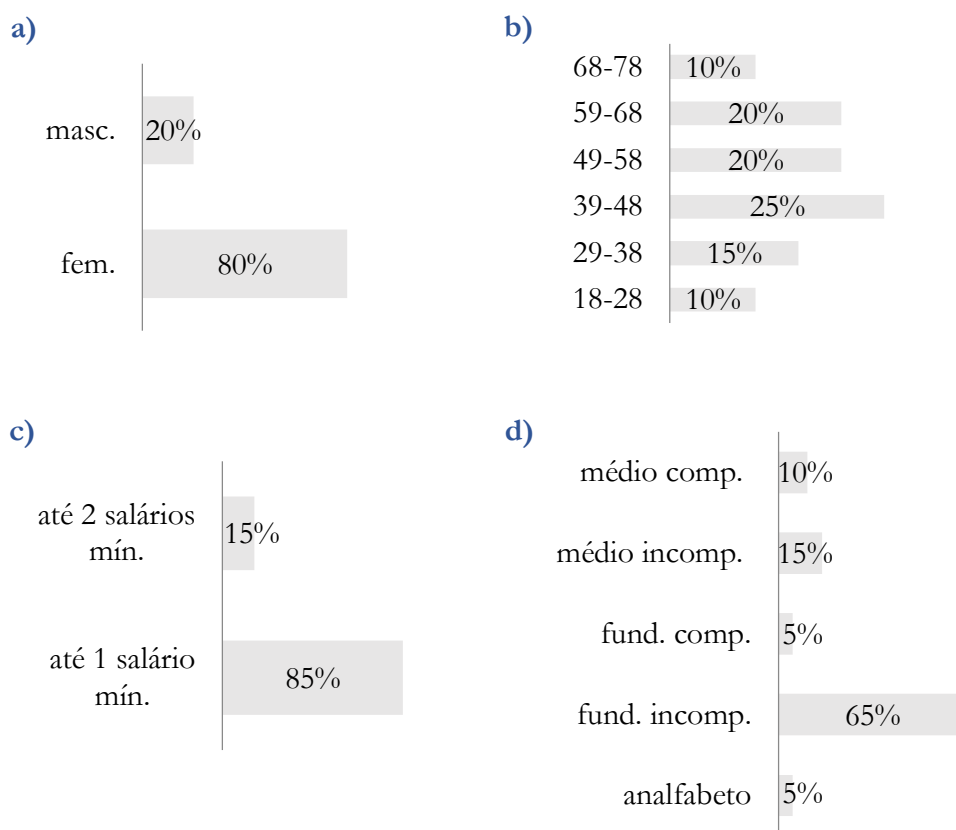 a)
masc.
20%
fem.
80%
b)
68-78
10%
59-68
20%
49-58
20%
39-48
25%
29-38
15%
18-28
10%
c)
até 2 salários
mín.
15%
até 1 salário
mín.
85%
d)
médio comp.
10%
médio incomp.
15%
fund. comp.
5%
fund. incomp.
65%
analfabeto
5%